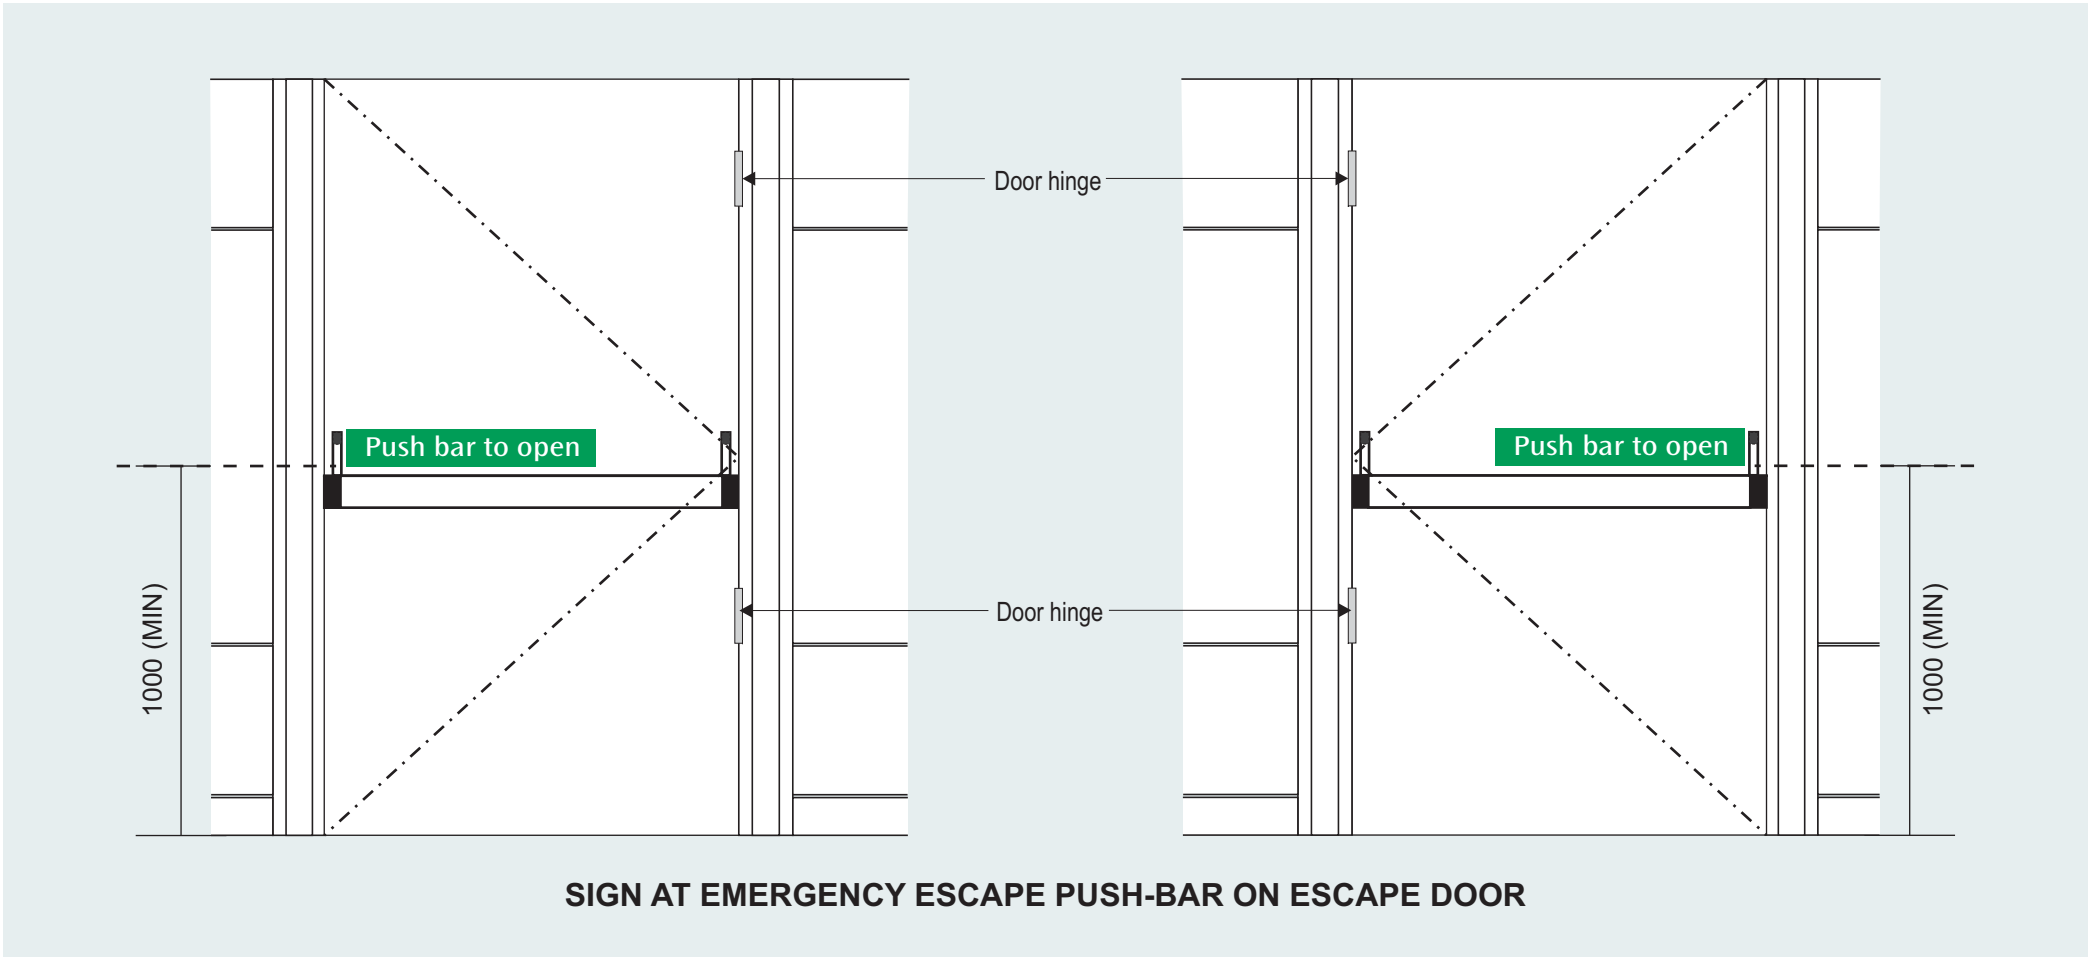 Door hinge
Push bar to open
Push bar to open
Door hinge
1000 (MIN)
1000 (MIN)
SIGN AT EMERGENCY ESCAPE PUSH-BAR ON ESCAPE DOOR